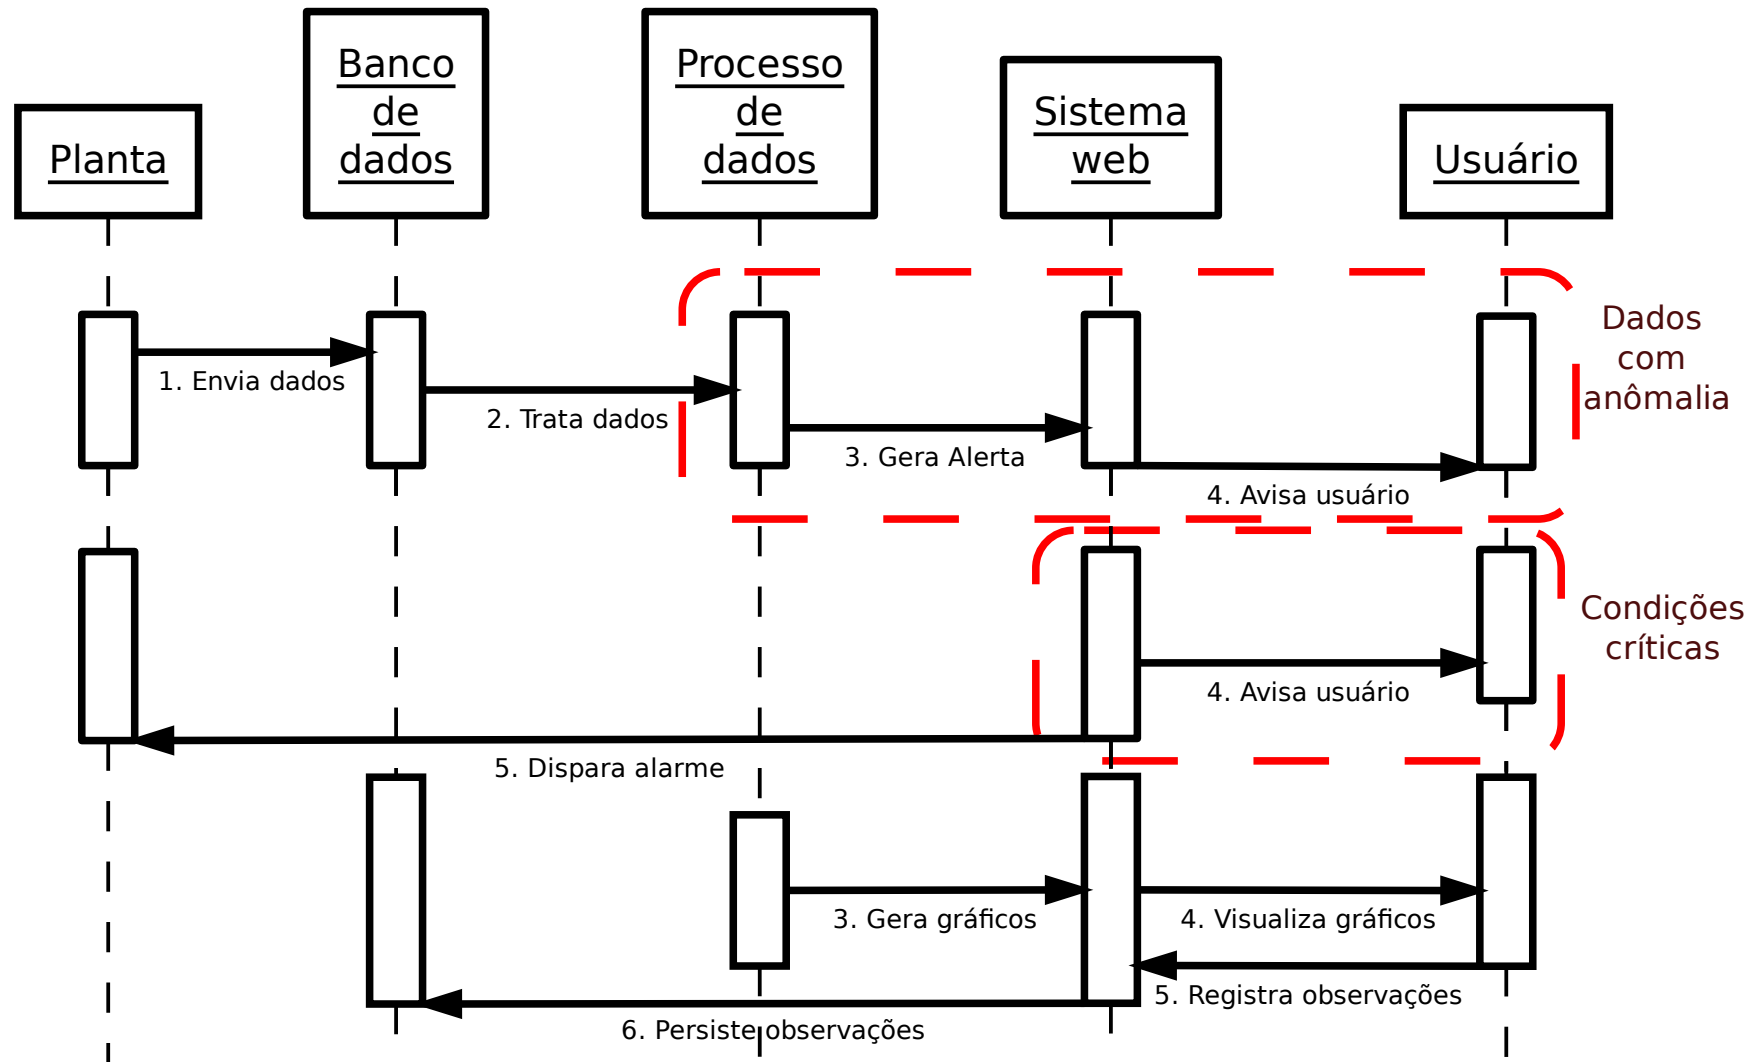 Planta
Banco
de
dados
Processo
de
dados
Sistema
web
Usuário
Dados
com
anômalia
1. Envia dados
2. Trata dados
3. Gera Alerta
4. Avisa usuário
Condições
críticas
4. Avisa usuário
5. Dispara alarme
3. Gera gráficos
4. Visualiza gráficos
5. Registra observações
6. Persiste observações